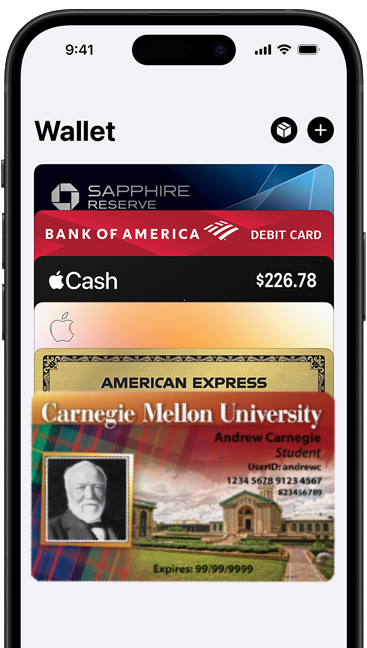 9:41
Wallet
SAPPHIRE
RESERVE
BANK OF AMERICA DEBIT CARD
Cash $226.78
AMERICAN EXPRESS
Carnegie Mellon University
Andrew Carnegie
Student
UserID: andrewc
1234 5678 9123 4567
823456789
Expires: 99/99/9999